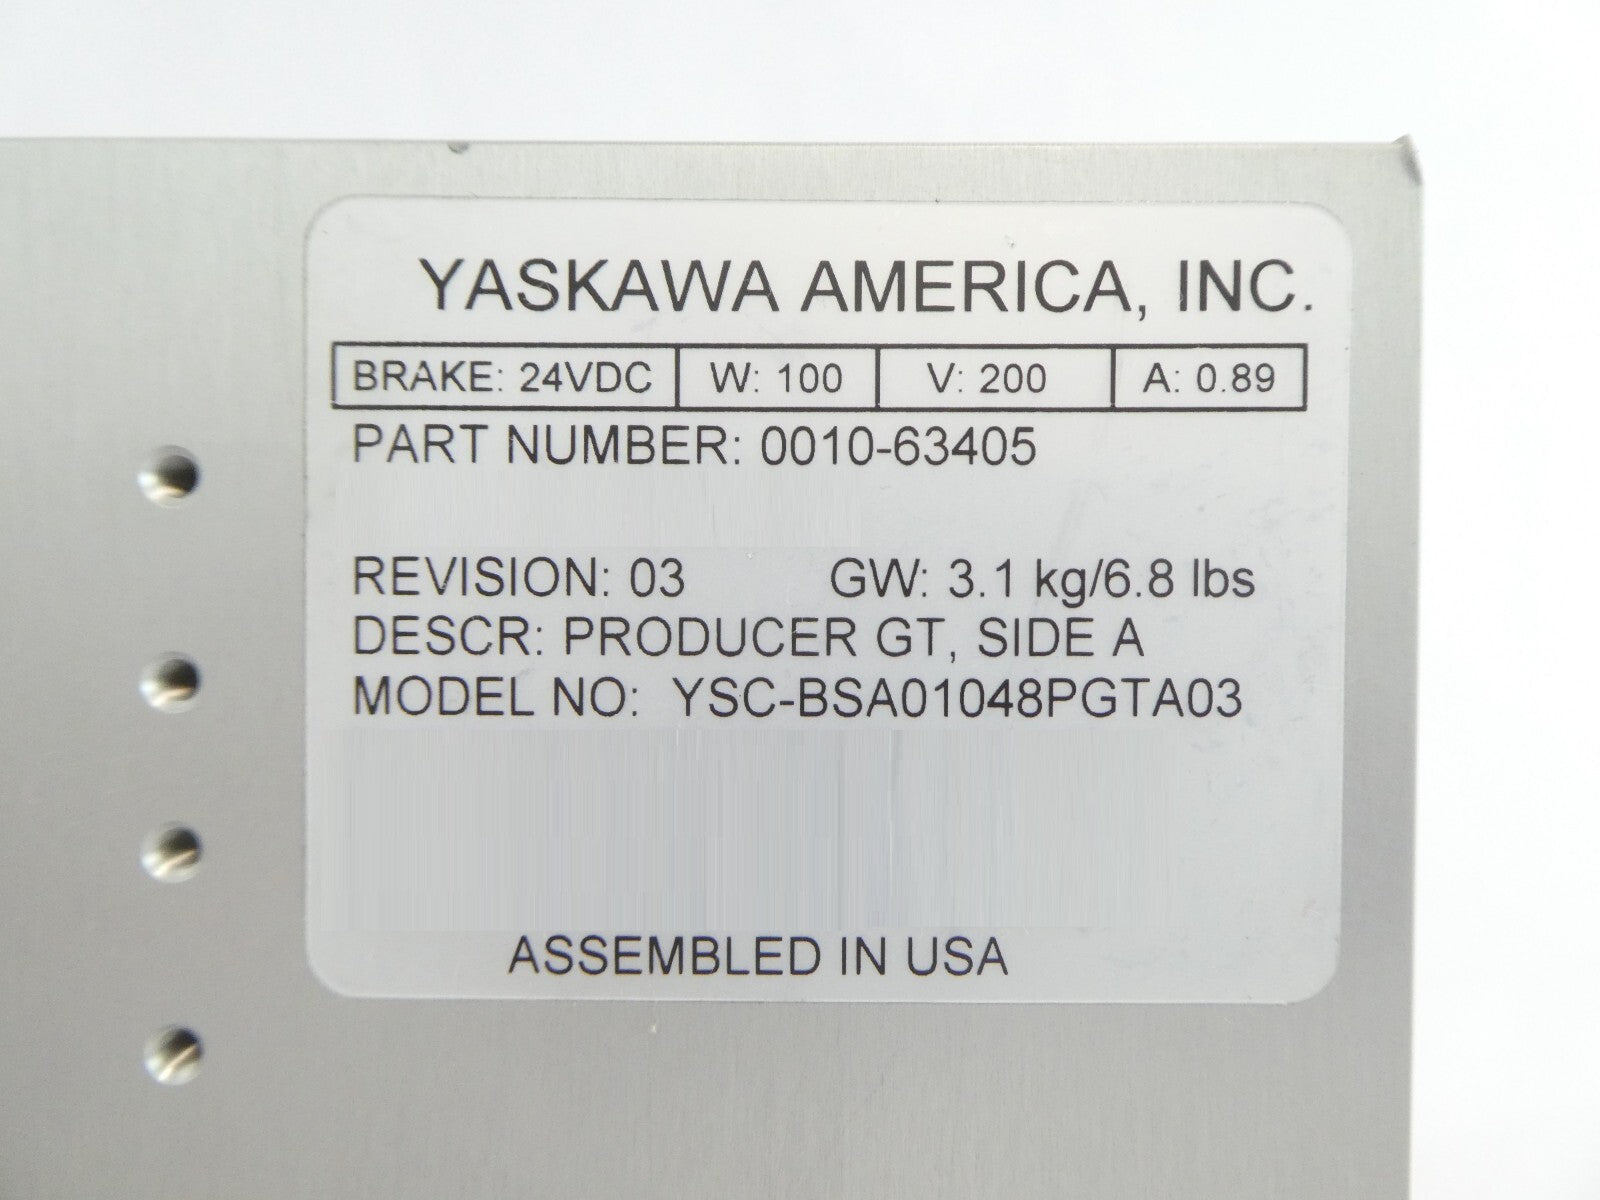 YASKAWA AMERICA, INC.
BRAKE: 24VDC W: 100 V: 200 A: 0.89
PART NUMBER: 0010-63405
REVISION: 03 GW: 3.1 kg/6.8 lbs
DESCR: PRODUCER GT, SIDE A
MODEL NO: YSC-BSA01048PGTA03
ASSEMBLED IN USA